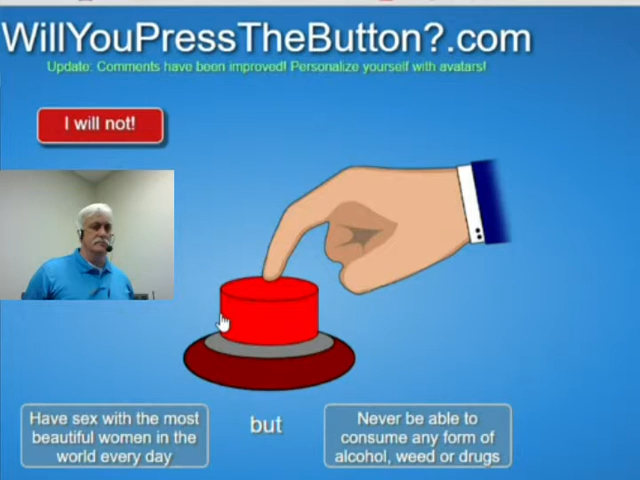 WillYouPressTheButton?.com
Update: Comments have been improved! Personalize yourself with avatars!
I will not!
Have sex with the most
beautiful women in the
world every day
but
Never be able to
consume any form of
alcohol, weed or drugs